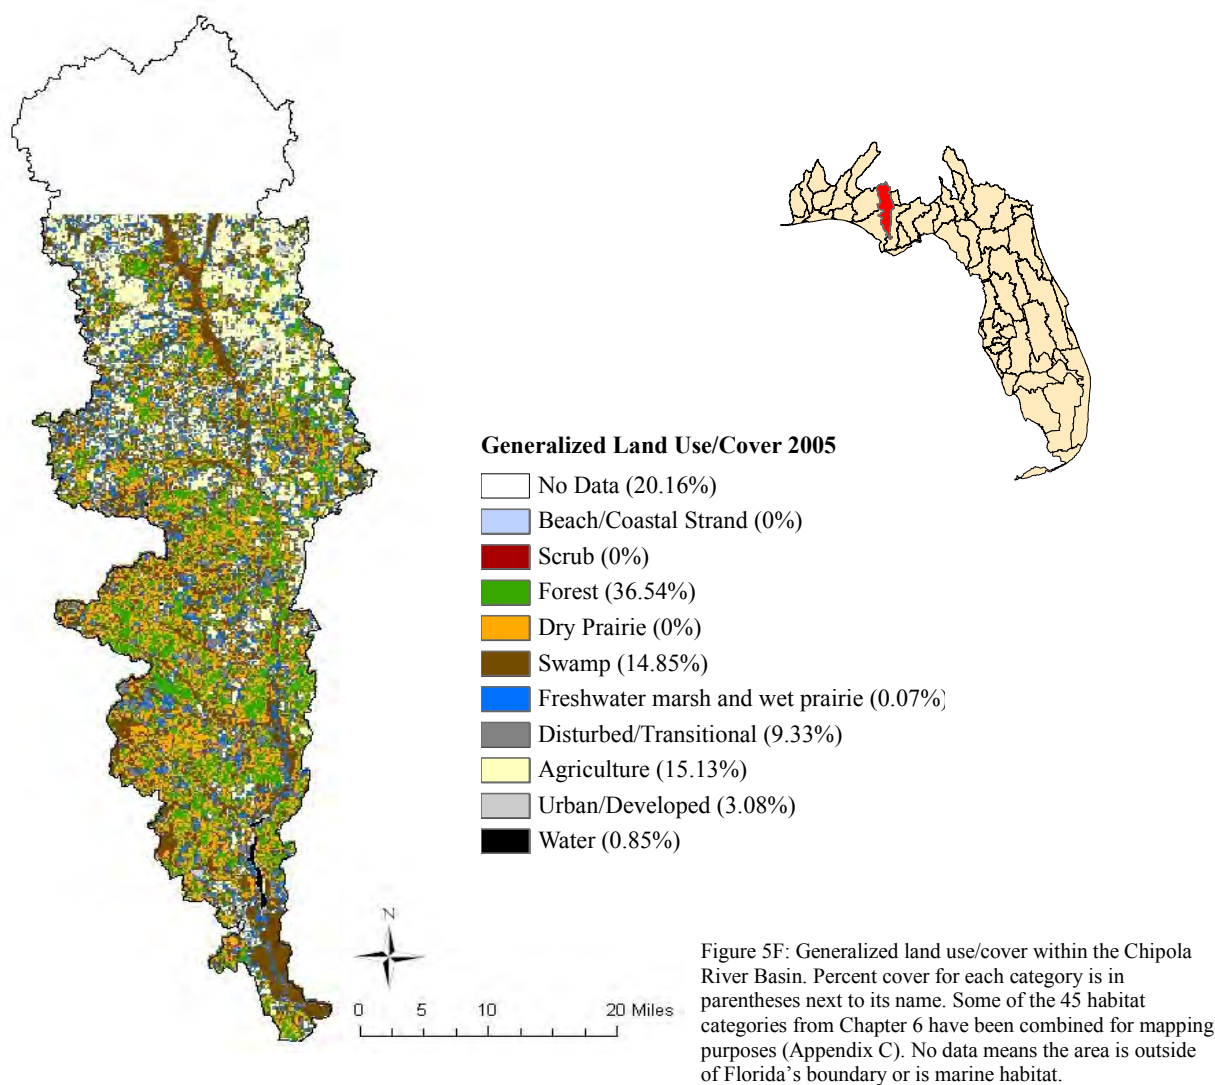 Generalized Land Use/Cover 2005
No Data (20.16%)
Beach/Coastal Strand (0%)
Scrub (0%)
Forest (36.54%)
Dry Prairie (0%)
Swamp (14.85%)
Freshwater marsh and wet prairie (0.07%)
Disturbed/Transitional (9.33%)
Agriculture (15.13%)
Urban/Developed (3.08%)
Water (0.85%)
N
0 5 10 20 Miles
Figure 5F: Generalized land use/cover within the Chipola
River Basin. Percent cover for each category is in
parentheses next to its name. Some of the 45 habitat
categories from Chapter 6 have been combined for mapping
purposes (Appendix C). No data means the area is outside
of Florida’s boundary or is marine habitat.